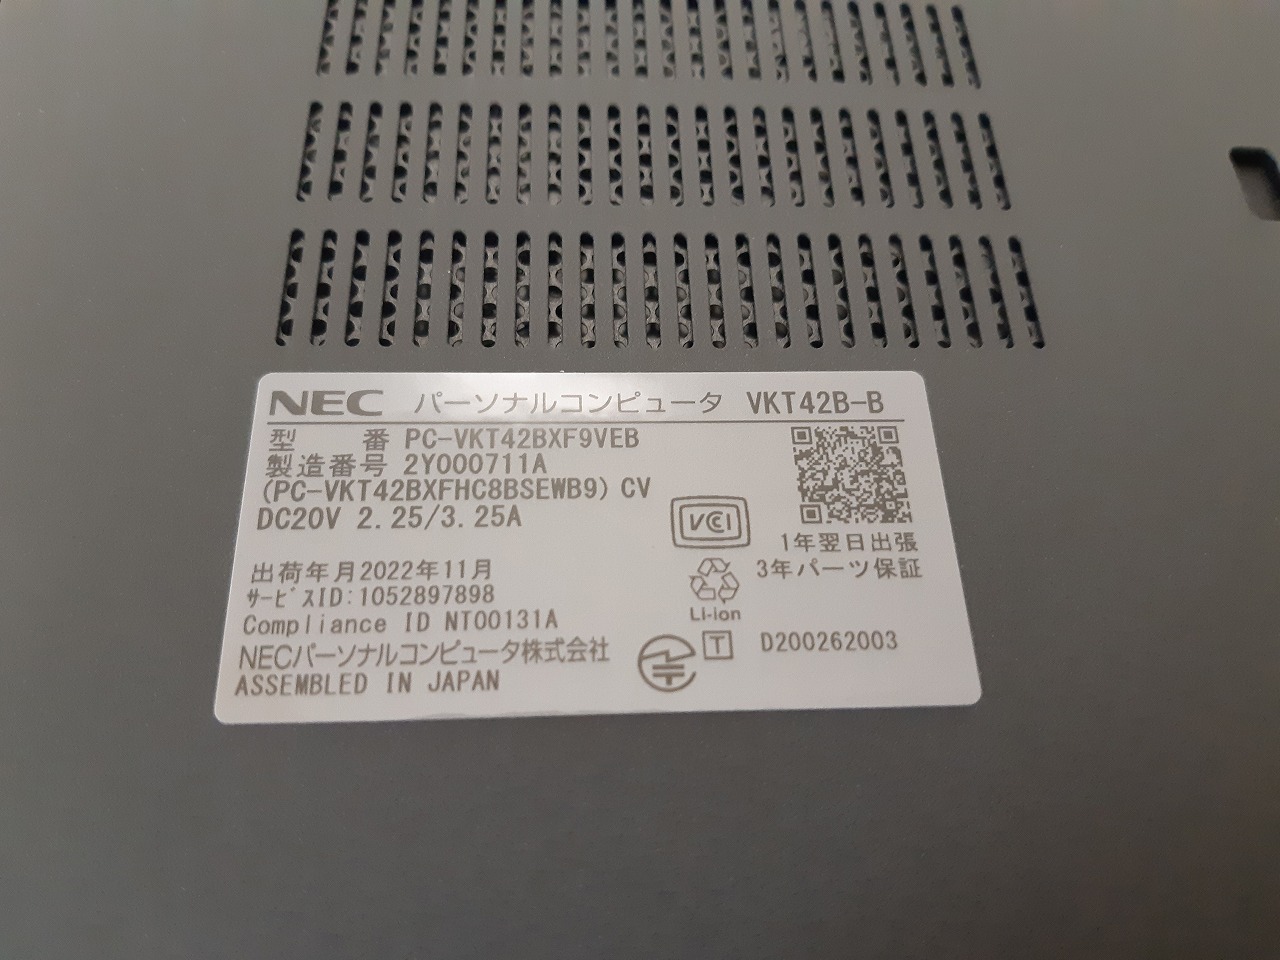 NEC パーソナルコンピュータ VKT42B-B
型 番 PC-VKT42BXF9VEB
製造番号 2Y000711A
(PC-VKT42BXFHC8BSEWB9) CV
DC20V 2.25/3.25A
VCCI
1年翌日出張
3年パーツ保証
出荷年月2022年11月
サービスID:1052897898
Li-ion
Compliance ID NT00131A
NECパーソナルコンピュータ株式会社
T D200262003
ASSEMBLED IN JAPAN